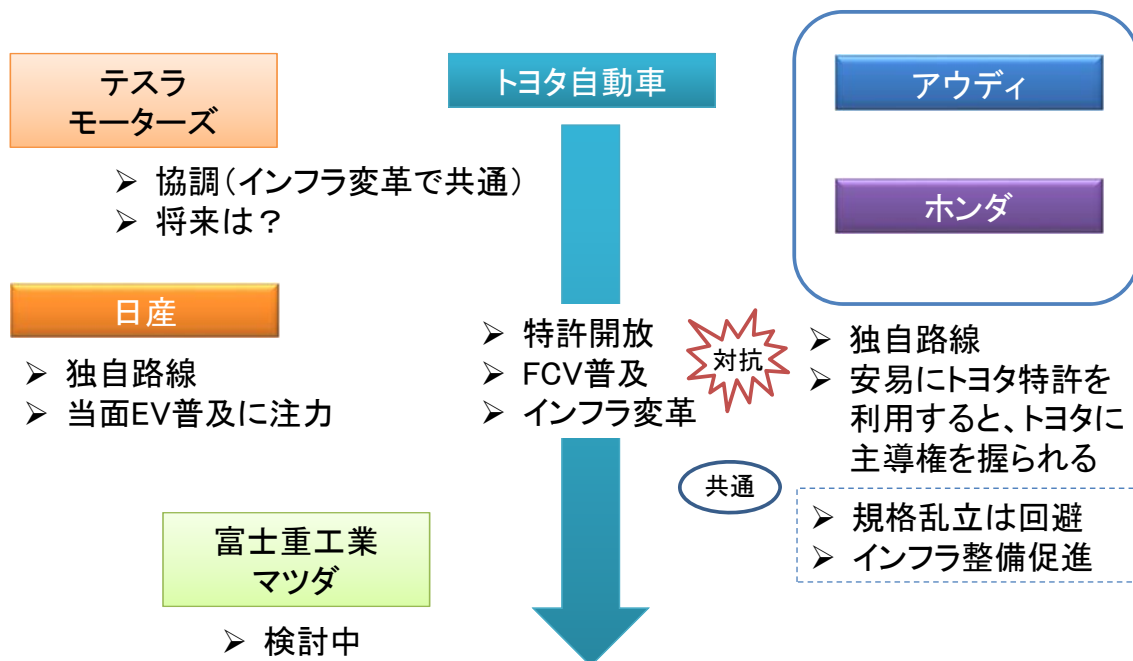 テスラ
モーターズ
➢ 協調(インフラ変革で共通)
➢ 将来は?
日産
➢ 独自路線
➢ 当面EV普及に注力
富士重工業
マツダ
➢ 検討中
トヨタ自動車
➢ 特許開放
➢ FCV普及
➢ インフラ変革
対抗
共通
アウディ
ホンダ
➢ 独自路線
➢ 安易にトヨタ特許を
利用すると、トヨタに
主導権を握られる
➢ 規格乱立は回避
➢ インフラ整備促進